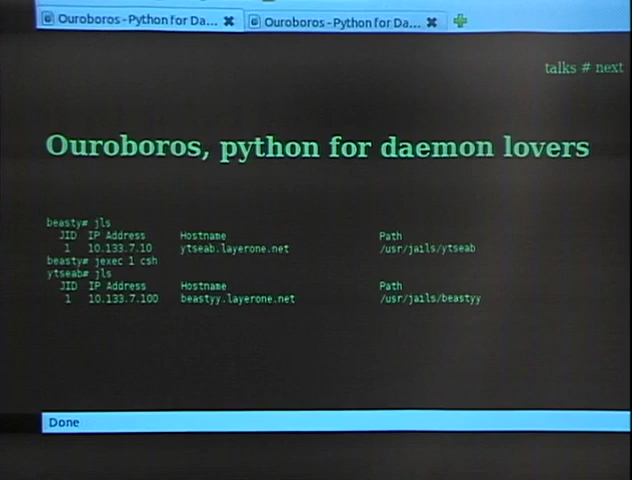 Ouroboros - Python for Da... ✖ Ouroboros - Python for Da... ✖
talks # next
Ouroboros, python for daemon lovers
beasty# jls
JID IP Address Hostname Path
1 10.133.7.10 ytseab.layerone.net /usr/jails/ytseab
beasty# jexec 1 csh
ytseab# jls
JID IP Address Hostname Path
1 10.133.7.100 beastyy.layerone.net /usr/jails/beastyy
Done